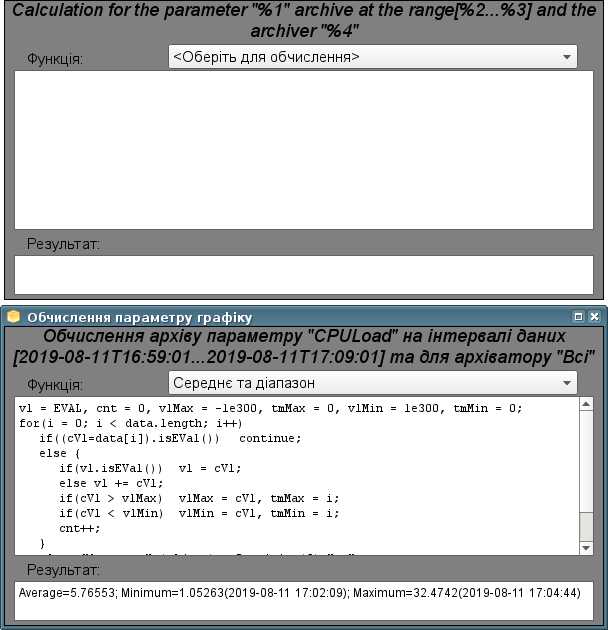 Calculation for the parameter "%1" archive at the range[%2...%3] and the
archiver "%4"
Функція: <Оберіть для обчислення>
Результат:
Обчислення параметру графіку
Обчислення архіву параметру "CPULoad" на інтервалі даних
[2019-08-11T16:59:01...2019-08-11T17:09:01] та для архіватору "Всі"
Функція: Середнє та діапазон
vl = EVAL, cnt = 0, vlMax = -1e300, tmMax = 0, vlMin = 1e300, tmMin = 0;
for(i = 0; i < data.length; i++)
if((cVl=data[i]).isEVal()) continue;
else {
if(vl.isEVal()) vl = cVl;
else vl += cVl;
if(cVl > vlMax) vlMax = cVl, tmMax = i;
if(cVl < vlMin) vlMin = cVl, tmMin = i;
cnt++;
}
Результат:
Average=5.76553; Minimum=1.05263(2019-08-11 17:02:09); Maximum=32.4742(2019-08-11 17:04:44)